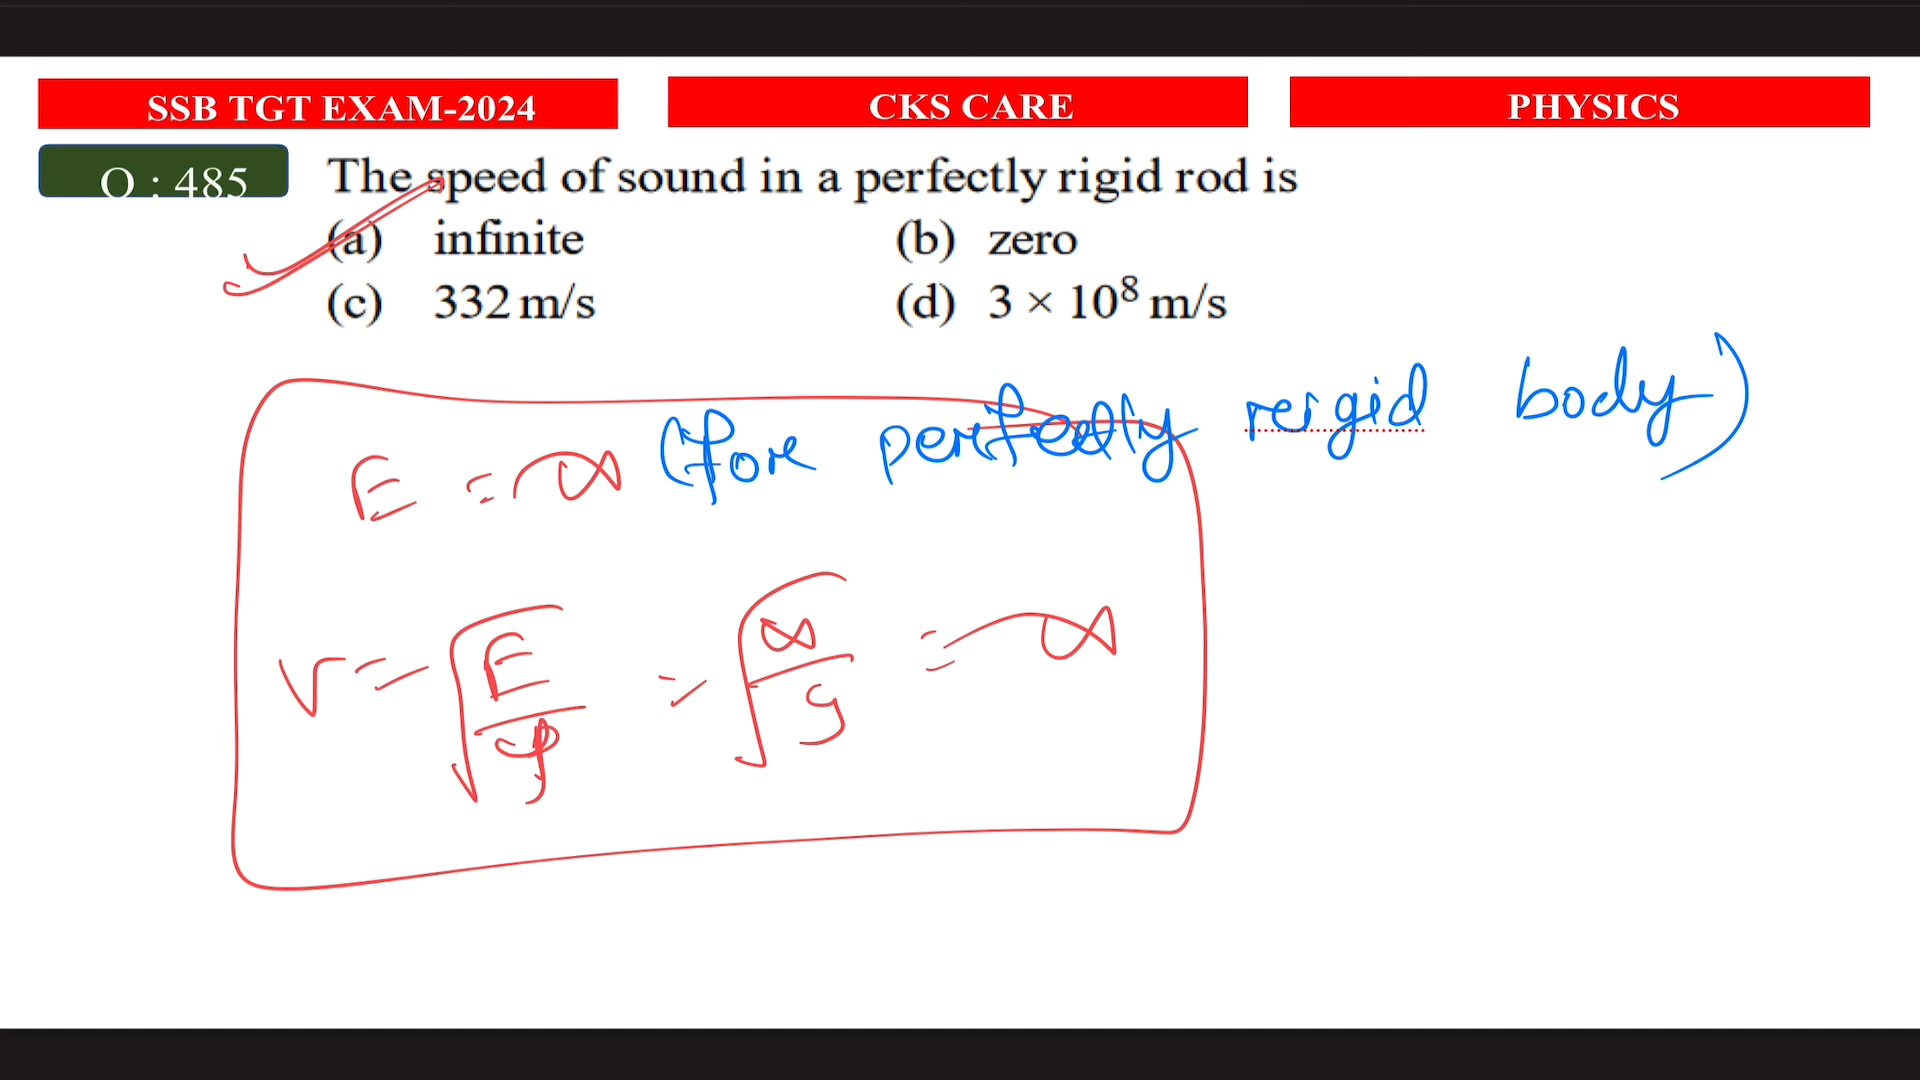 SSB TGT EXAM-2024 CKS CARE PHYSICS
Q : 485 The speed of sound in a perfectly rigid rod is
(a) infinite (b) zero
(c) 332 m/s (d) 3 × 10⁸ m/s
E = ∞ (for perfectly reigid body)
v = √(E/ρ) = √(∞/ρ) = ∞